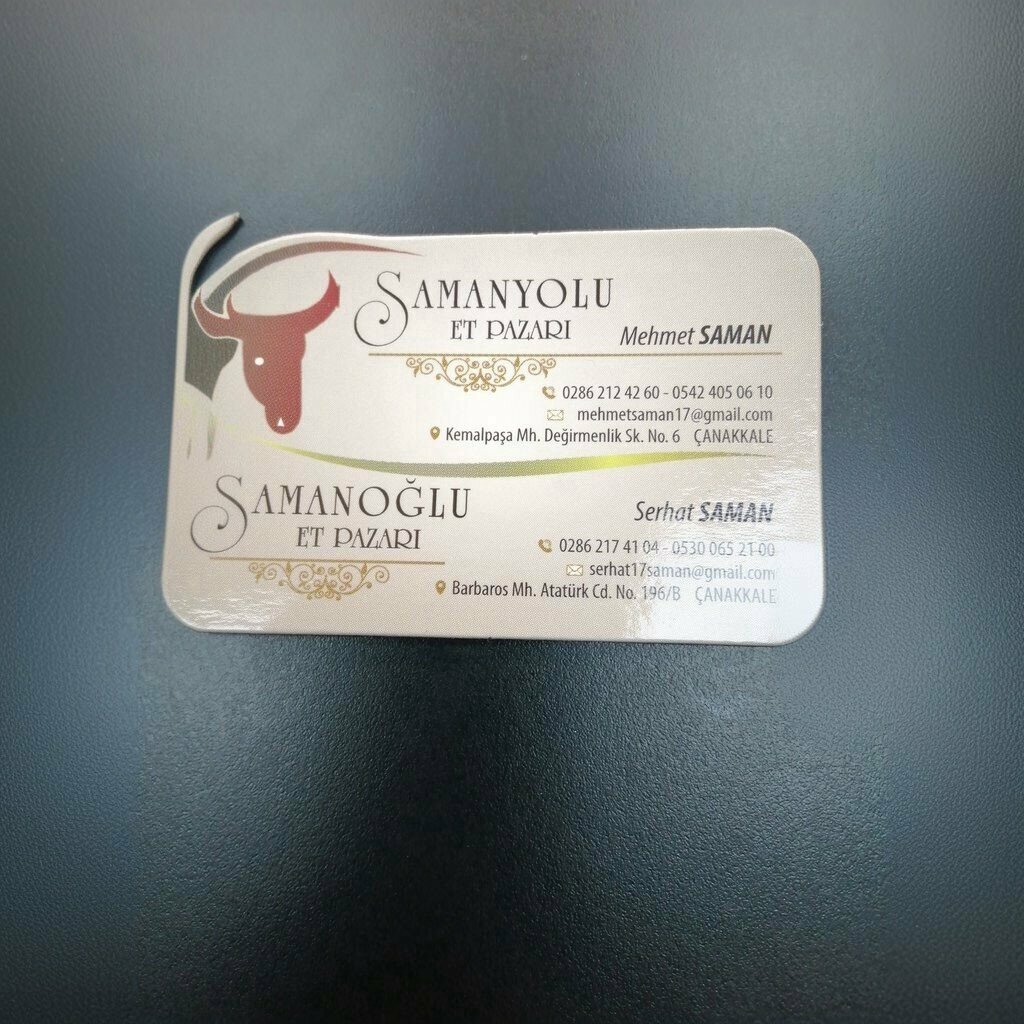 SAMANYOLU
ET PAZARI
Mehmet SAMAN
0286 212 42 60 - 0542 405 06 10
mehmetsaman17@gmail.com
Kemalpaşa Mh. Değirmenlik Sk. No. 6 ÇANAKKALE
SAMANOĞLU
ET PAZARI
Serhat SAMAN
0286 217 41 04 - 0530 065 21 00
serhat17saman@gmail.com
Barbaros Mh. Atatürk Cd. No. 196/B ÇANAKKALE